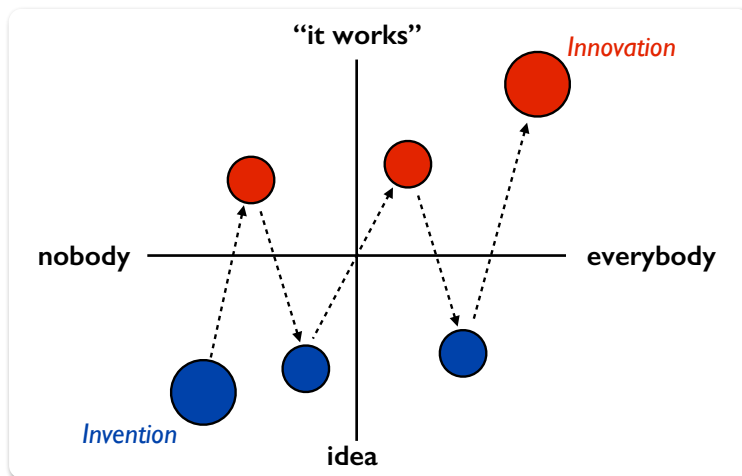 “it works”
Innovation
nobody
everybody
Invention
idea